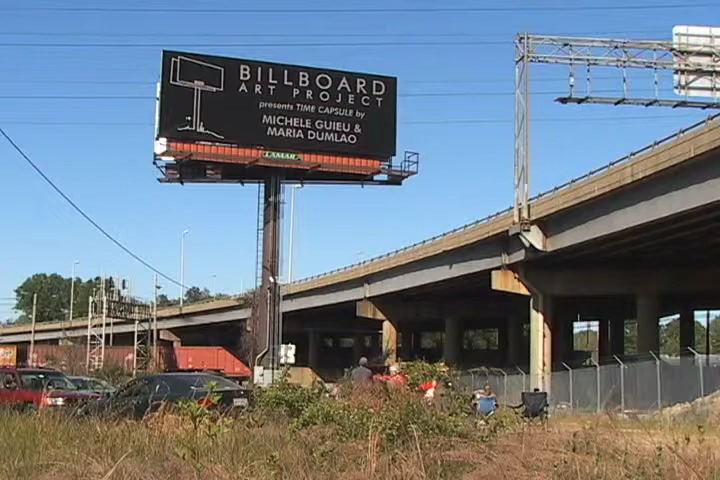 BILLBOARD
ART PROJECT
presents TIME CAPSULE by
MICHELE GUIEU &
MARIA DUMLAO
LAMAR